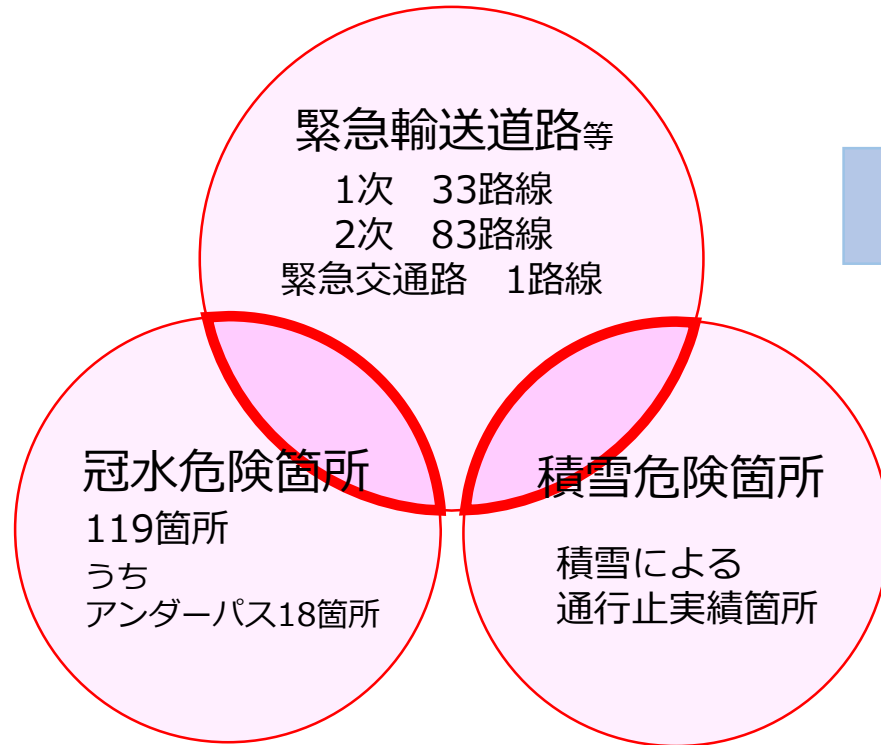 緊急輸送道路等
1次　33路線
2次　83路線
緊急交通路　1路線
冠水危険箇所
119箇所
うち
アンダーパス18箇所
積雪危険箇所
積雪による
通行止実績箇所